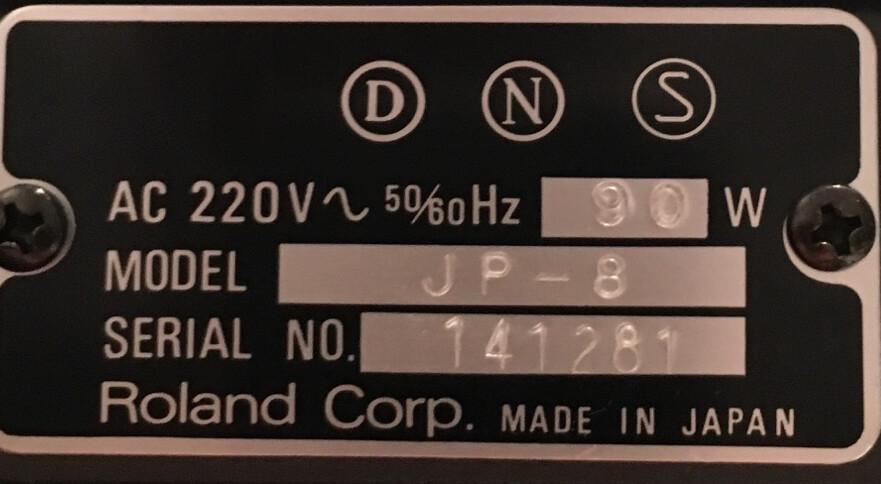 D N S
AC 220V~ 50/60Hz 90 W
MODEL JP-8
SERIAL NO. 141281
Roland Corp. MADE IN JAPAN